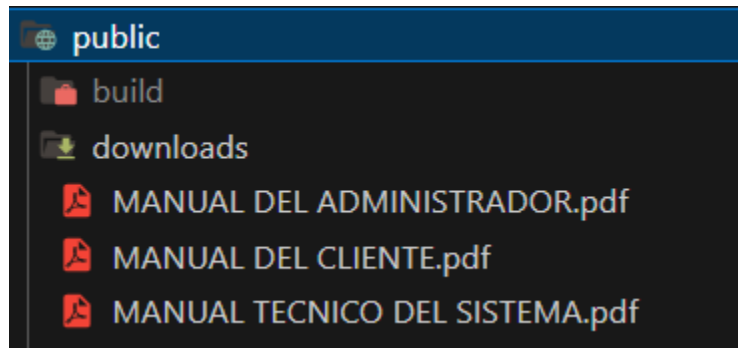 public
build
downloads
MANUAL DEL ADMINISTRADOR.pdf
MANUAL DEL CLIENTE.pdf
MANUAL TECNICO DEL SISTEMA.pdf